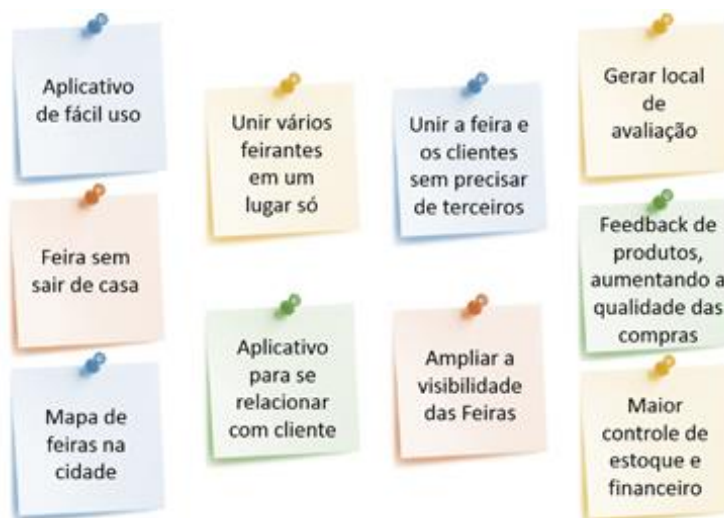 Aplicativo
de fácil uso
Feira sem
sair de casa
Mapa de
feiras na
cidade
Unir vários
feirantes
em um
lugar só
Aplicativo
para se
relacionar
com cliente
Unir a feira e
os clientes
sem precisar
de terceiros
Ampliar a
visibilidade
das Feiras
Gerar local
de
avaliação
Feedback de
produtos,
aumentando a
qualidade das
compras
Maior
controle de
estoque e
financeiro